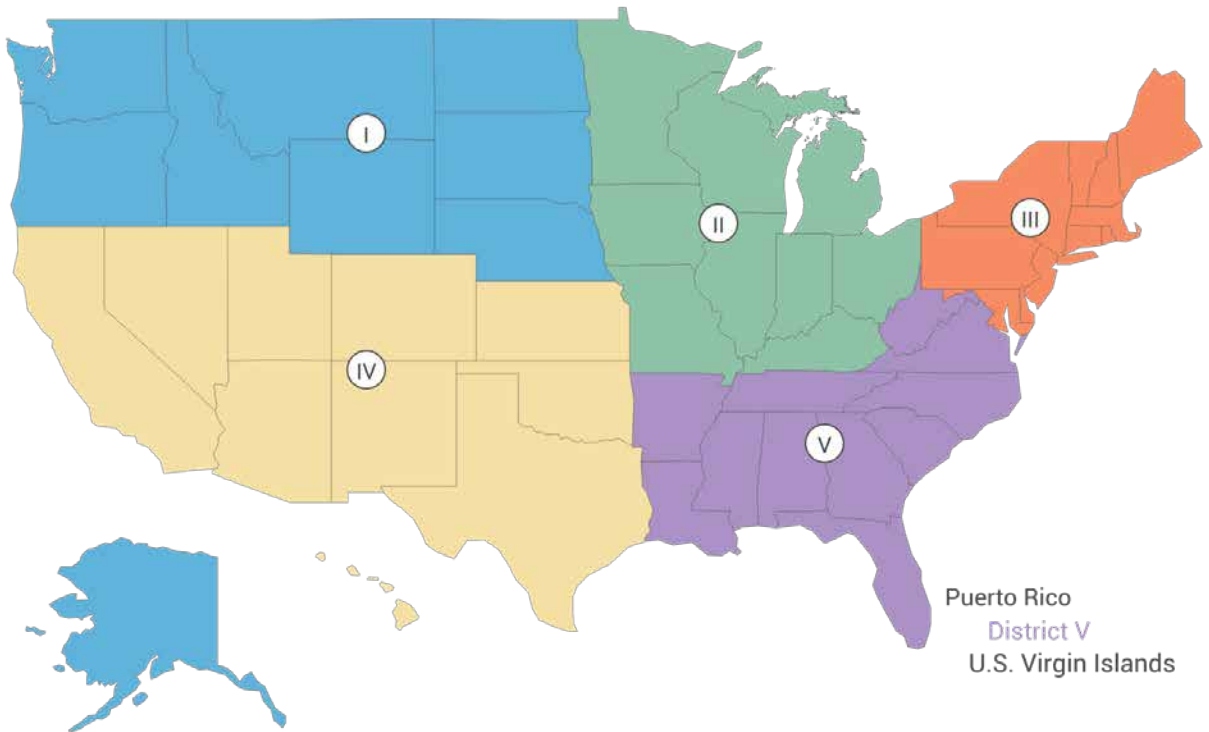 I
II
III
IV
V
Puerto Rico
District V
U.S. Virgin Islands